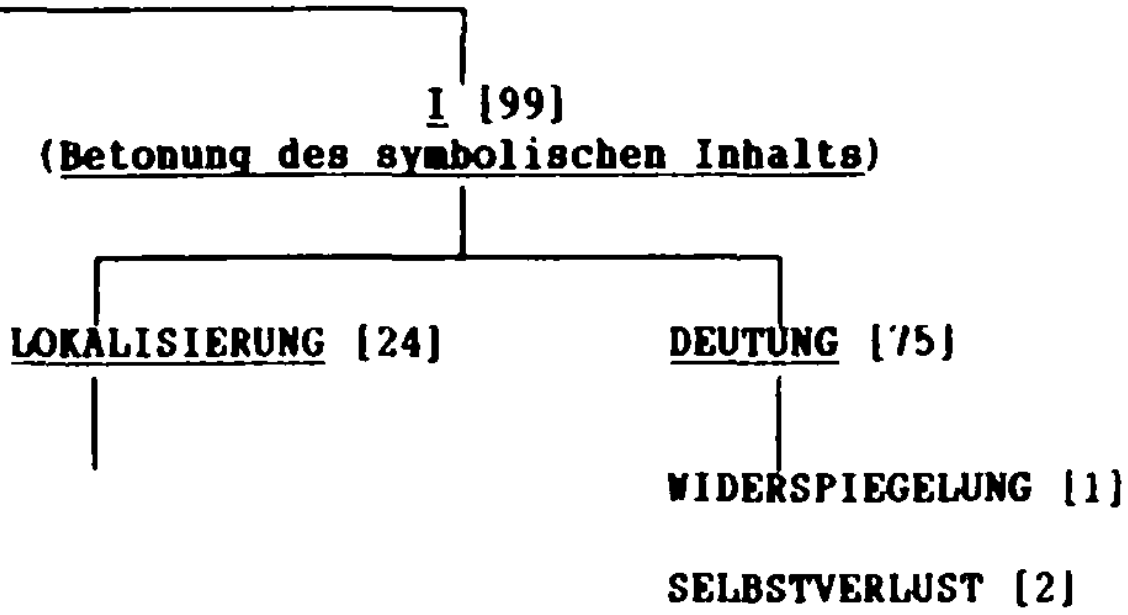 I [99]
(Betonung des symbolischen Inhalts)
LOKALISIERUNG [24] DEUTUNG [75]
WIDERSPIEGELUNG [1]
SELBSTVERLUST [2]